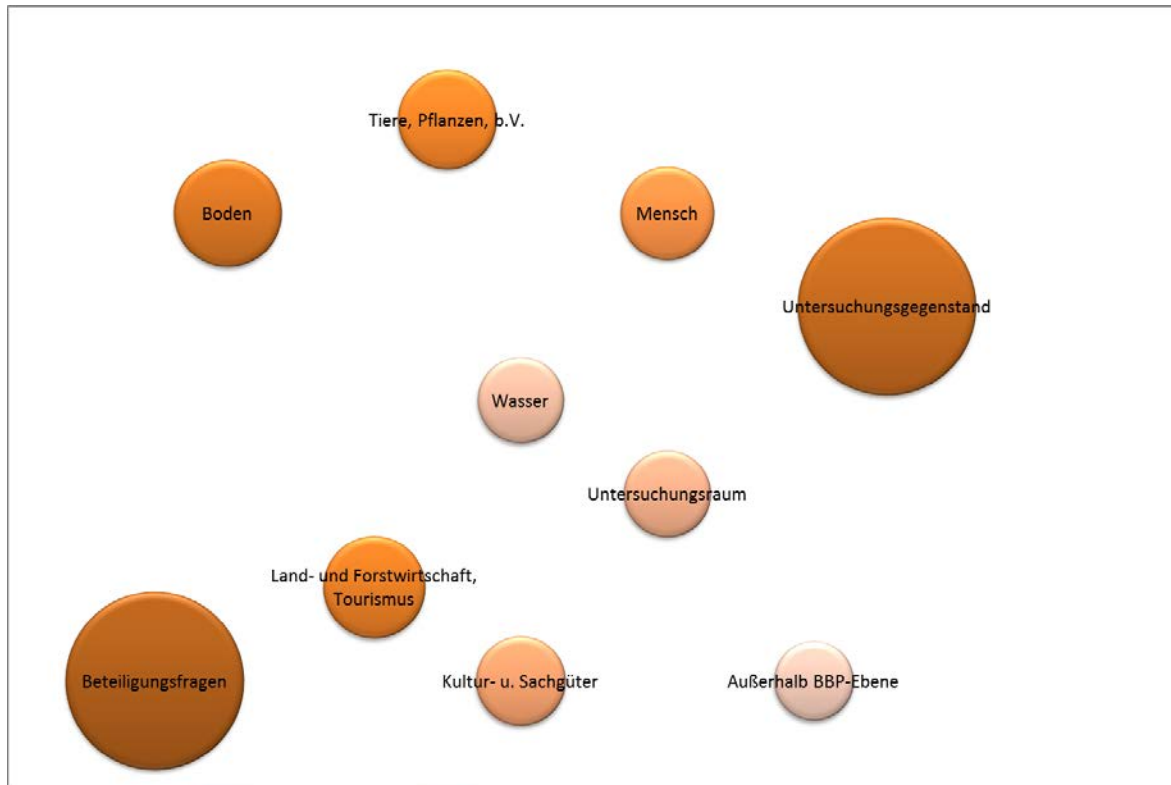 Tiere, Pflanzen, b.V.
Boden
Mensch
Untersuchungsgegenstand
Wasser
Untersuchungsraum
Land- und Forstwirtschaft,
Tourismus
Beteiligungsfragen
Kultur- u. Sachgüter
Außerhalb BBP-Ebene